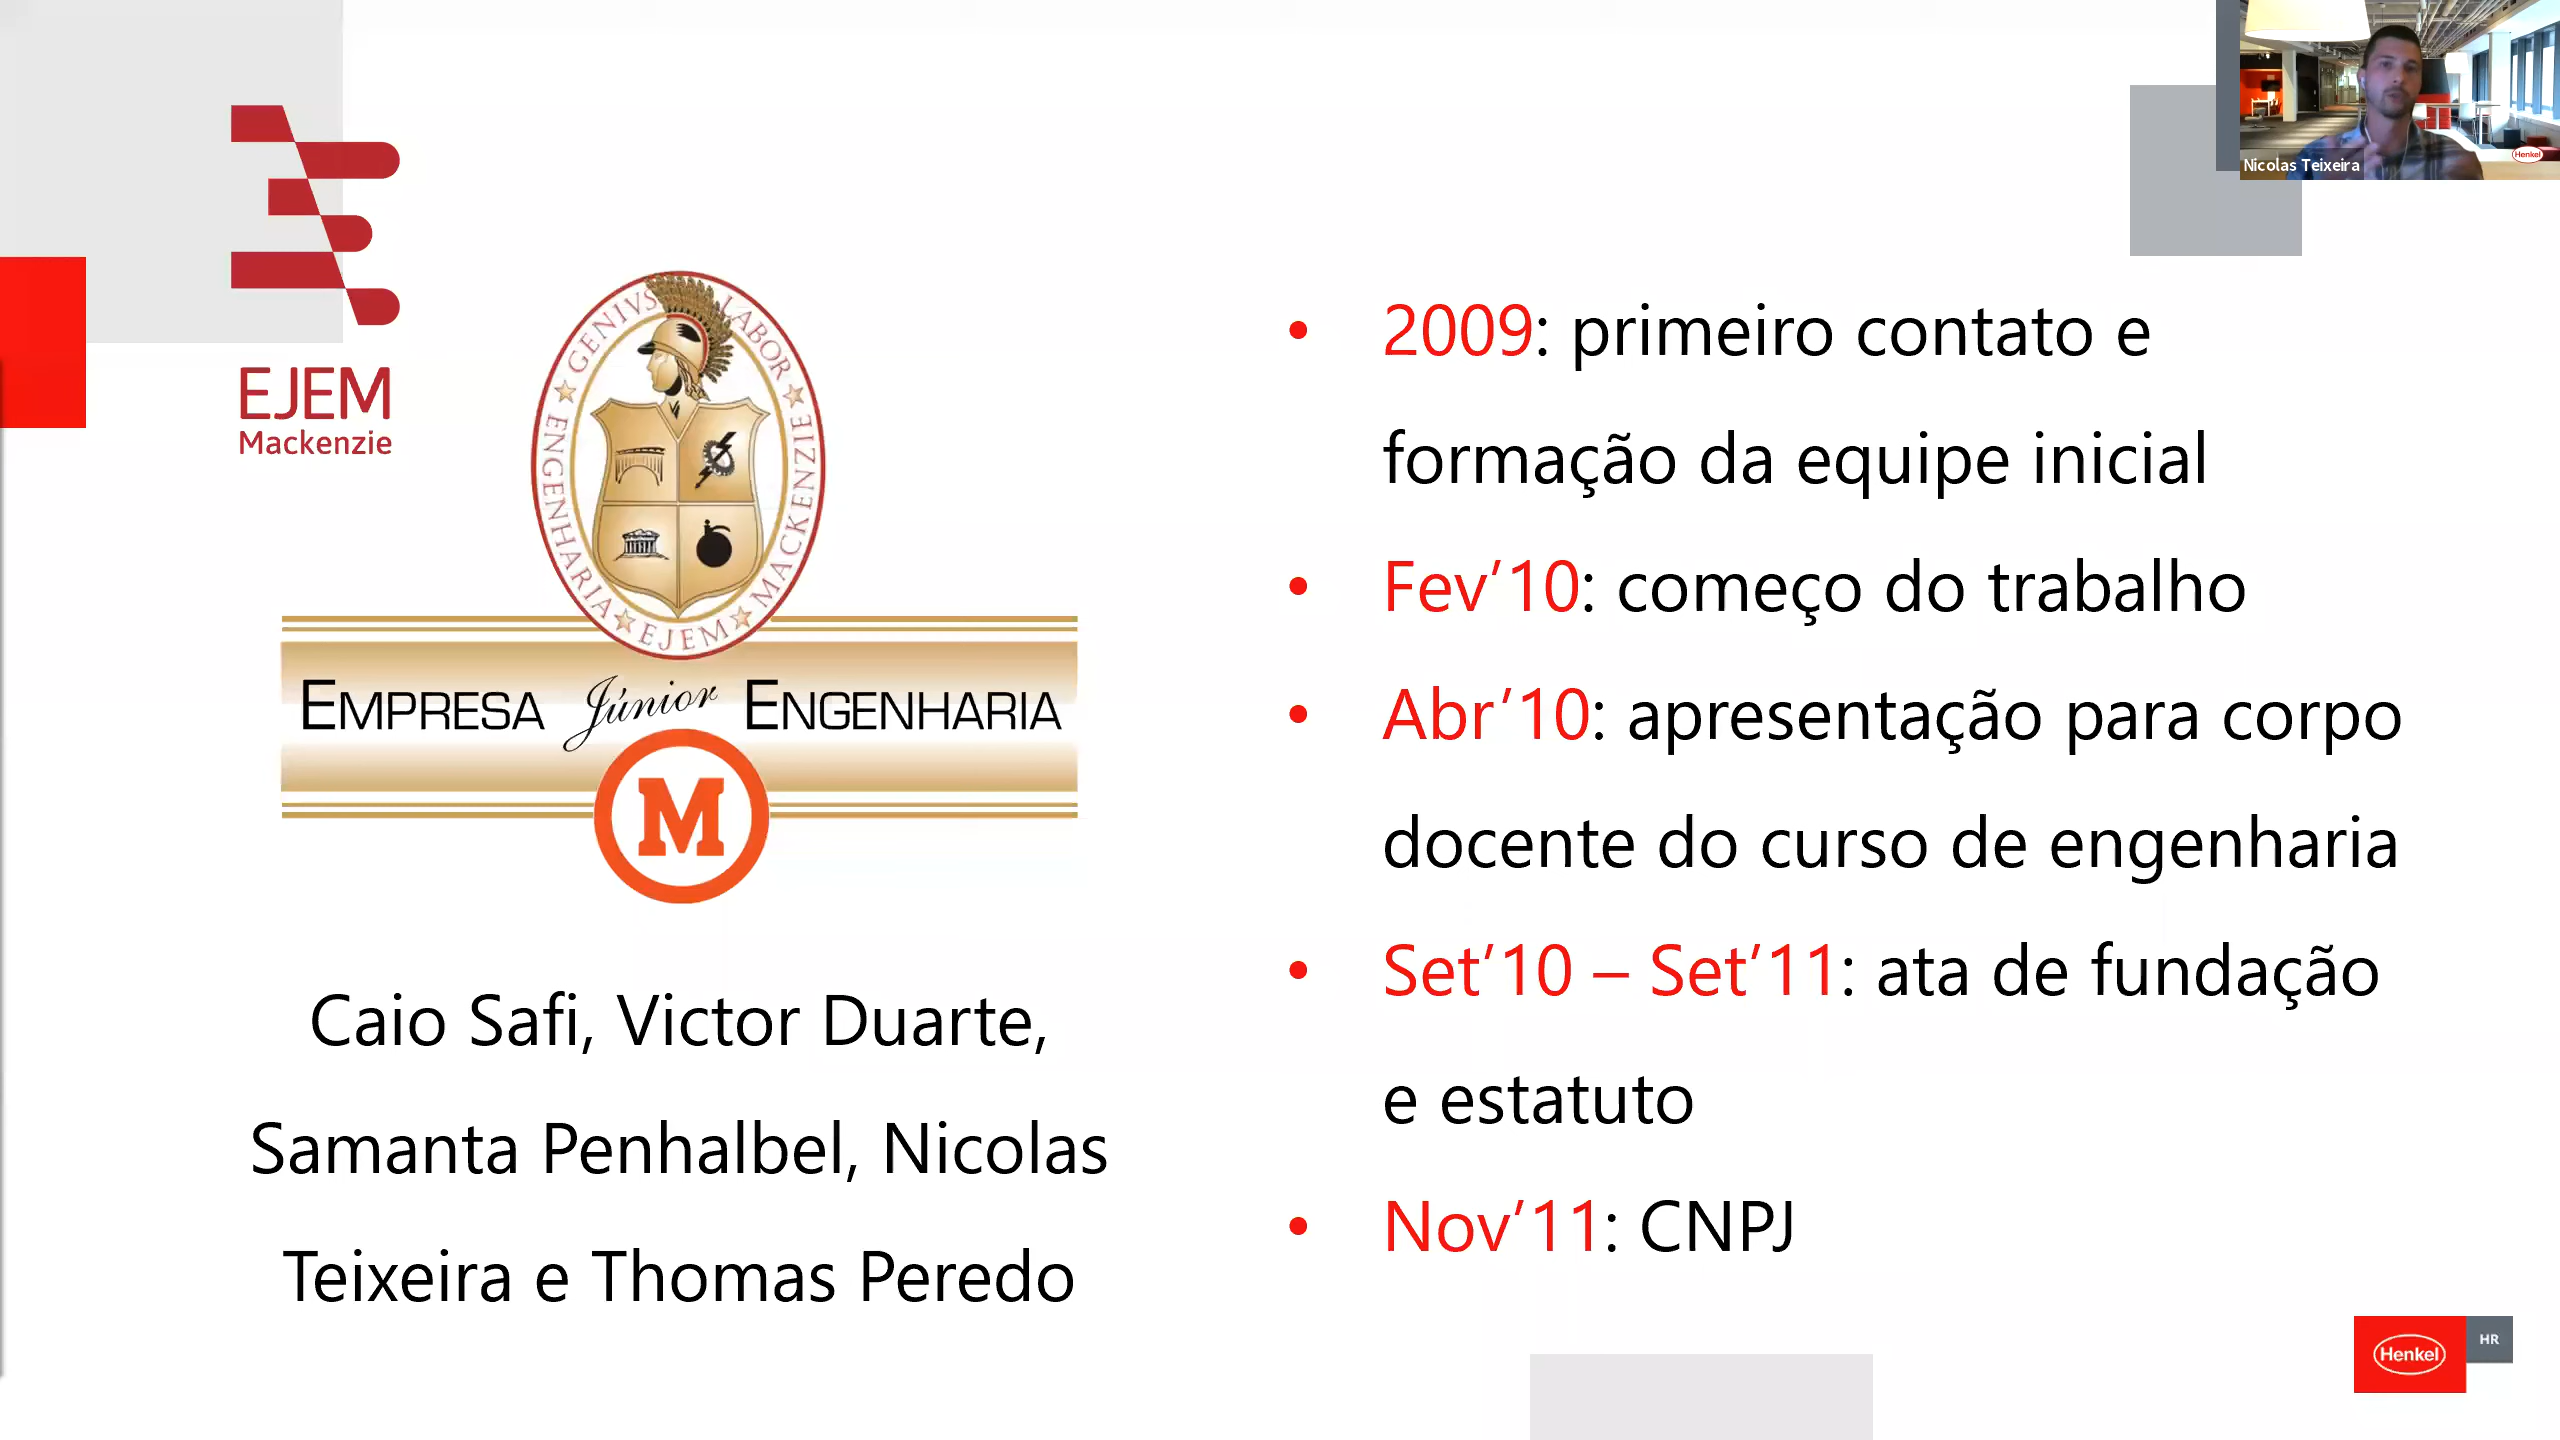 Nicolas Teixeira
Henkel
EJEM
Mackenzie
GENIVS LABOR
ENGENHARIA EJEM MACKENZIE
EMPRESA Júnior ENGENHARIA
M
Caio Safi, Victor Duarte,
Samanta Penhalbel, Nicolas
Teixeira e Thomas Peredo
• 2009: primeiro contato e
formação da equipe inicial
• Fev’10: começo do trabalho
• Abr’10: apresentação para corpo
docente do curso de engenharia
• Set’10 – Set’11: ata de fundação
e estatuto
• Nov’11: CNPJ
Henkel
HR